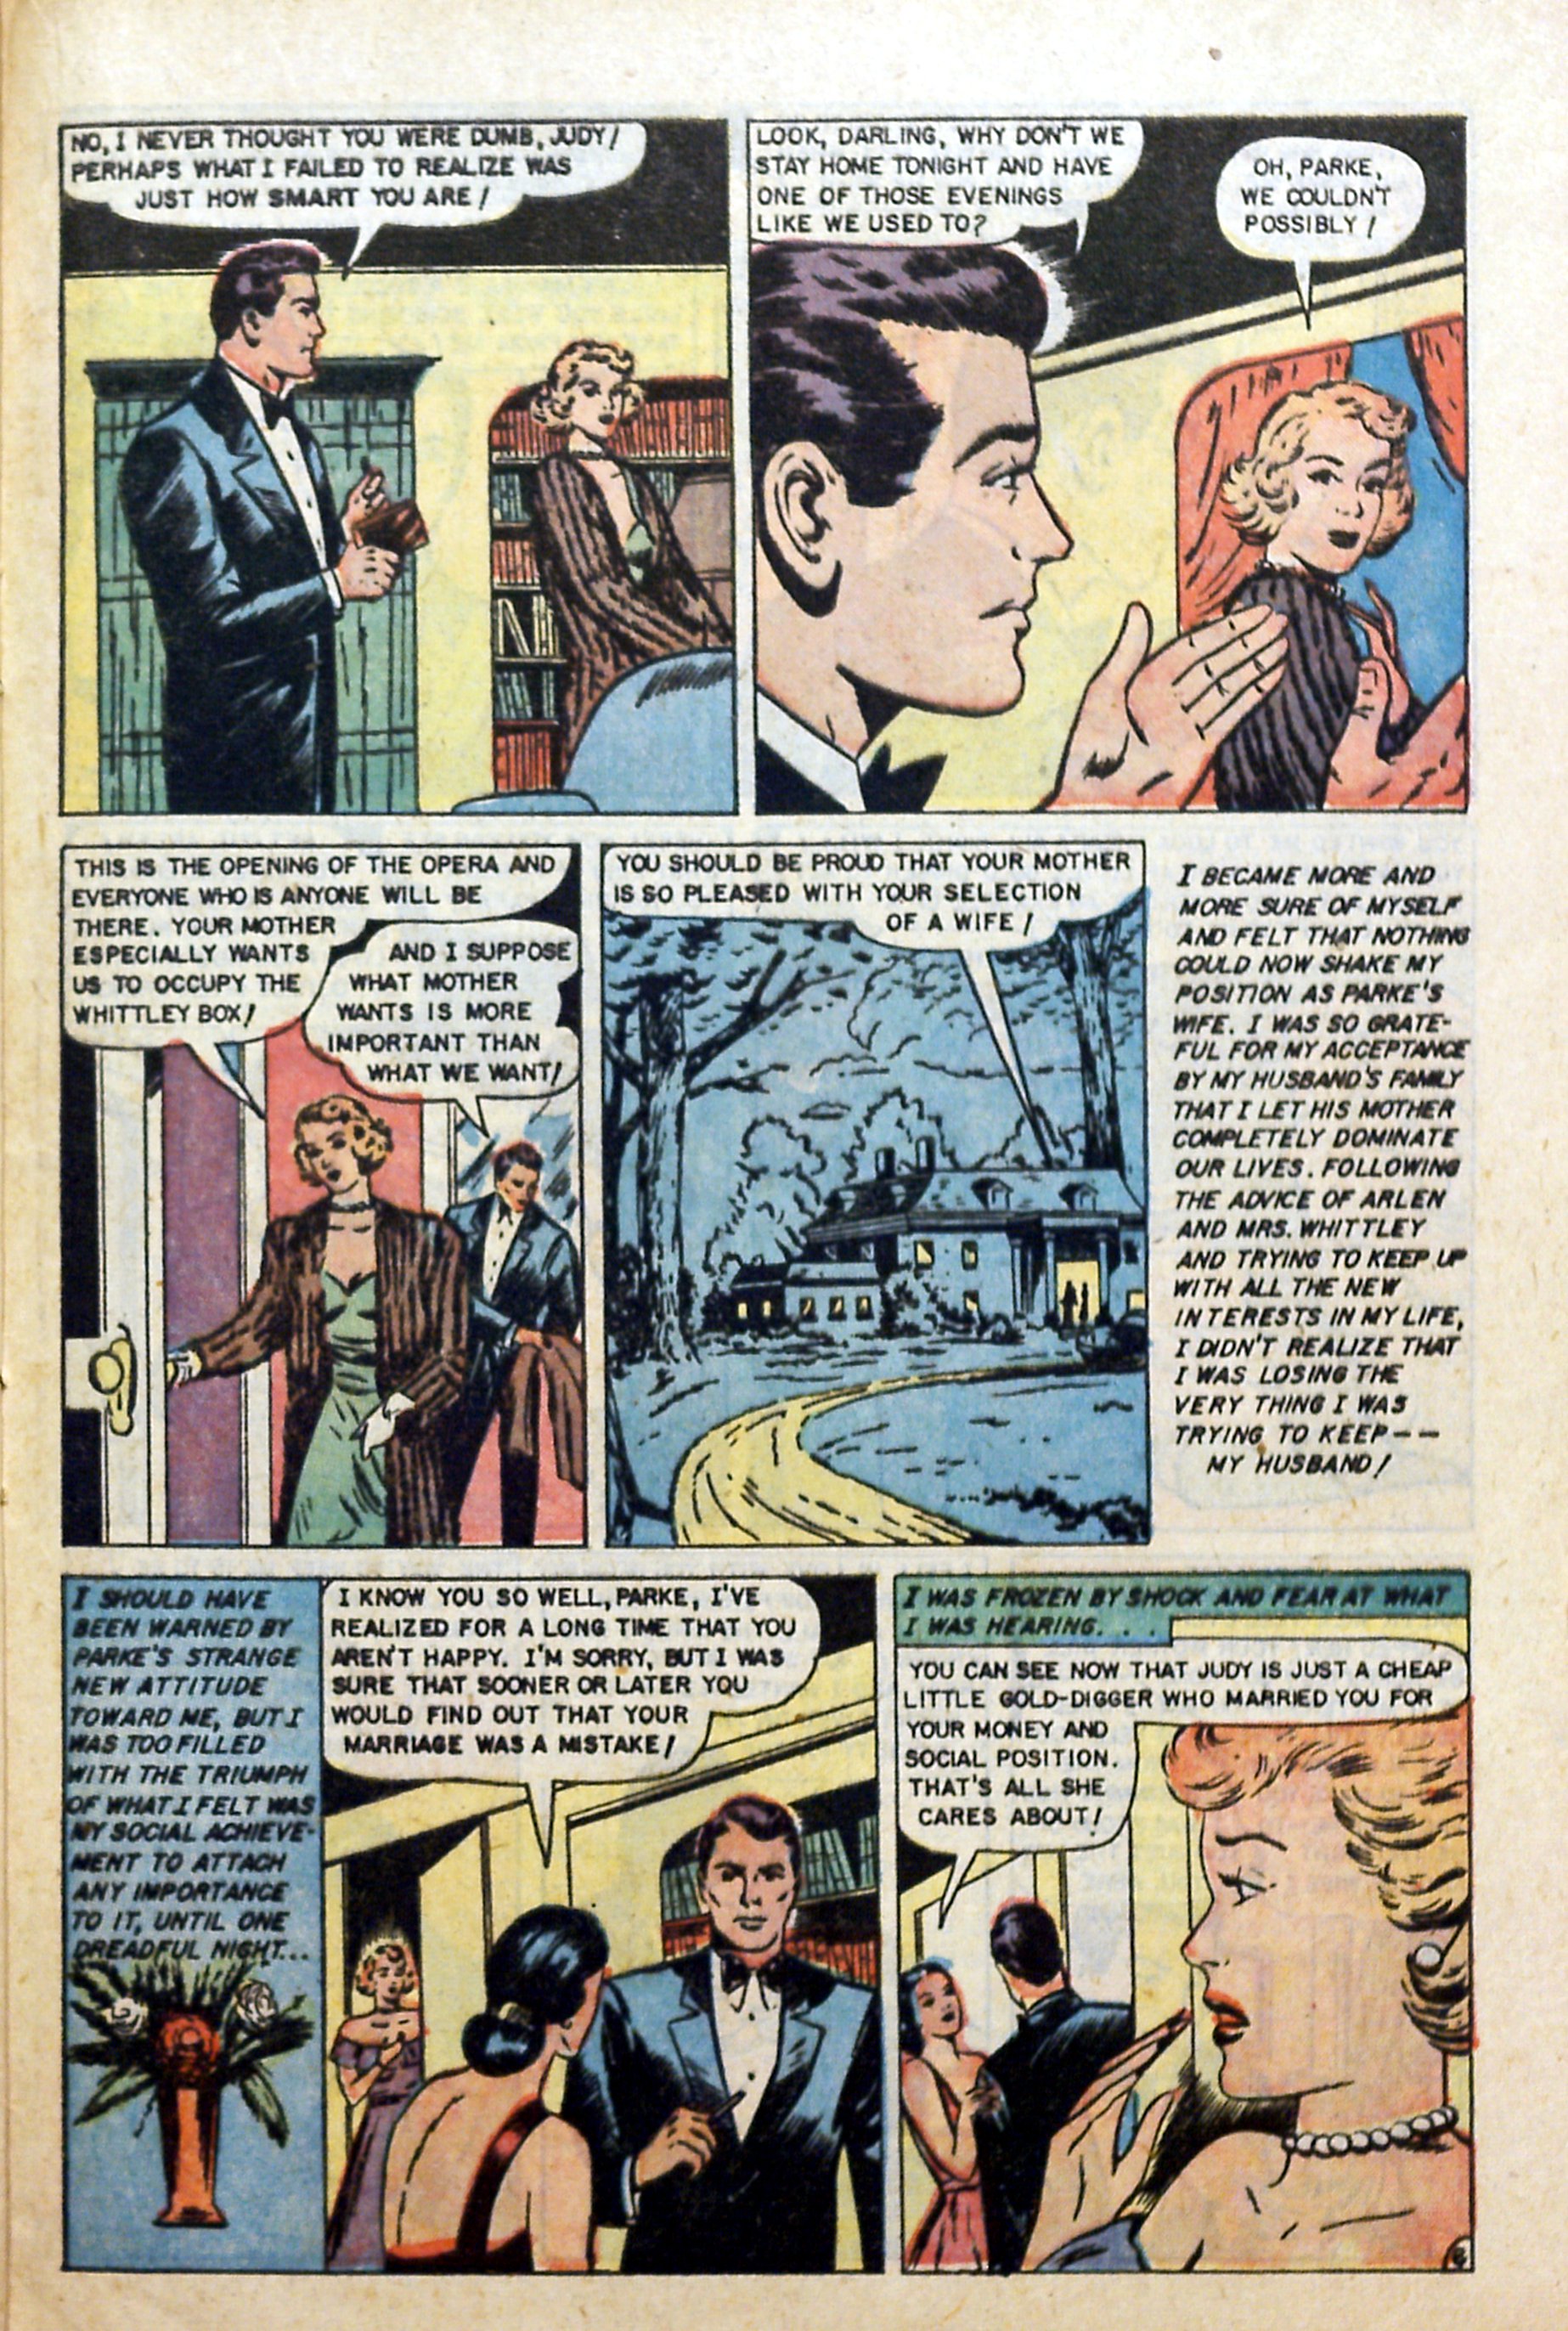 NO, I NEVER THOUGHT YOU WERE DUMB, JUDY!
PERHAPS WHAT I FAILED TO REALIZE WAS
JUST HOW SMART YOU ARE!
LOOK, DARLING, WHY DON'T WE
STAY HOME TONIGHT AND HAVE
ONE OF THOSE EVENINGS
LIKE WE USED TO?
OH, PARKE,
WE COULDN'T
POSSIBLY!
THIS IS THE OPENING OF THE OPERA AND
EVERYONE WHO IS ANYONE WILL BE
THERE. YOUR MOTHER
ESPECIALLY WANTS
US TO OCCUPY THE
WHITTLEY BOX!
AND I SUPPOSE
WHAT MOTHER
WANTS IS MORE
IMPORTANT THAN
WHAT WE WANT!
YOU SHOULD BE PROUD THAT YOUR MOTHER
IS SO PLEASED WITH YOUR SELECTION
OF A WIFE!
I BECAME MORE AND
MORE SURE OF MYSELF
AND FELT THAT NOTHING
COULD NOW SHAKE MY
POSITION AS PARKE'S
WIFE. I WAS SO GRATE-
FUL FOR MY ACCEPTANCE
BY MY HUSBAND'S FAMILY
THAT I LET HIS MOTHER
COMPLETELY DOMINATE
OUR LIVES. FOLLOWING
THE ADVICE OF ARLEN
AND MRS. WHITTLEY
AND TRYING TO KEEP UP
WITH ALL THE NEW
INTERESTS IN MY LIFE,
I DIDN'T REALIZE THAT
I WAS LOSING THE
VERY THING I WAS
TRYING TO KEEP--
MY HUSBAND!
I SHOULD HAVE
BEEN WARNED BY
PARKE'S STRANGE
NEW ATTITUDE
TOWARD ME, BUT I
WAS TOO FILLED
WITH THE TRIUMPH
OF WHAT I FELT WAS
MY SOCIAL ACHIEVE-
MENT TO ATTACH
ANY IMPORTANCE
TO IT, UNTIL ONE
DREADFUL NIGHT...
I KNOW YOU SO WELL, PARKE, I'VE
REALIZED FOR A LONG TIME THAT YOU
AREN'T HAPPY. I'M SORRY, BUT I WAS
SURE THAT SOONER OR LATER YOU
WOULD FIND OUT THAT YOUR
MARRIAGE WAS A MISTAKE!
I WAS FROZEN BY SHOCK AND FEAR AT WHAT
I WAS HEARING. . . .
YOU CAN SEE NOW THAT JUDY IS JUST A CHEAP
LITTLE GOLD-DIGGER WHO MARRIED YOU FOR
YOUR MONEY AND
SOCIAL POSITION.
THAT'S ALL SHE
CARES ABOUT!